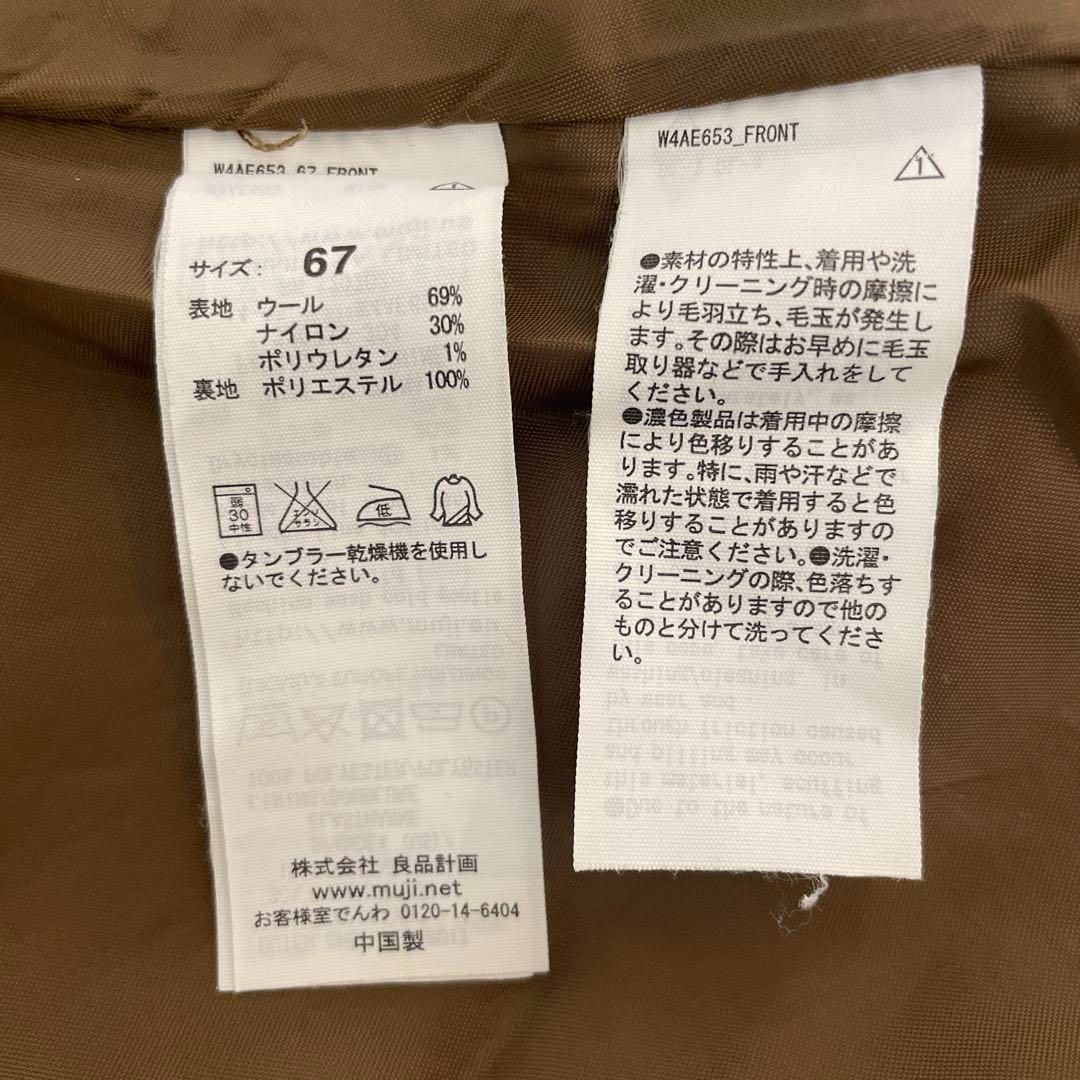 W4AE653_67_FRONT
サイズ: 67
表地 ウール 69%
ナイロン 30%
ポリウレタン 1%
裏地 ポリエステル 100%
弱
30
中性
エンソ
サラシ
低
●タンブラー乾燥機を使用し
ないでください。
株式会社 良品計画
www.muji.net
お客様室でんわ 0120-14-6404
中国製
W4AE653_FRONT
1
●素材の特性上、着用や洗
濯・クリーニング時の摩擦に
より毛羽立ち、毛玉が発生し
ます。その際はお早めに毛玉
取り器などで手入れをして
ください。
●濃色製品は着用中の摩擦
により色移りすることがあ
ります。特に、雨や汗などで
濡れた状態で着用すると色
移りすることがありますの
でご注意ください。●洗濯・
クリーニングの際、色落ちす
ることがありますので他の
ものと分けて洗ってくださ
い。